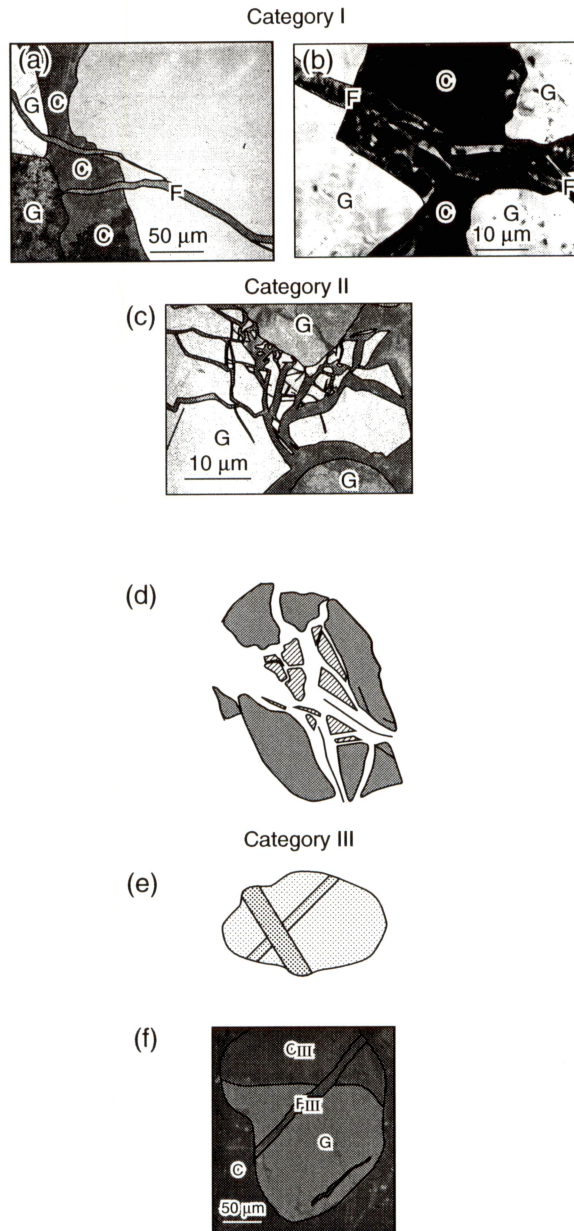 Category I
(a)
G
C
C
G
C
F
50 μm
(b)
C
G
F
G
F
C
G
10 μm
Category II
(c)
G
G
10 μm
G
(d)
Category III
(e)
(f)
CIII
FIII
G
C
50 μm